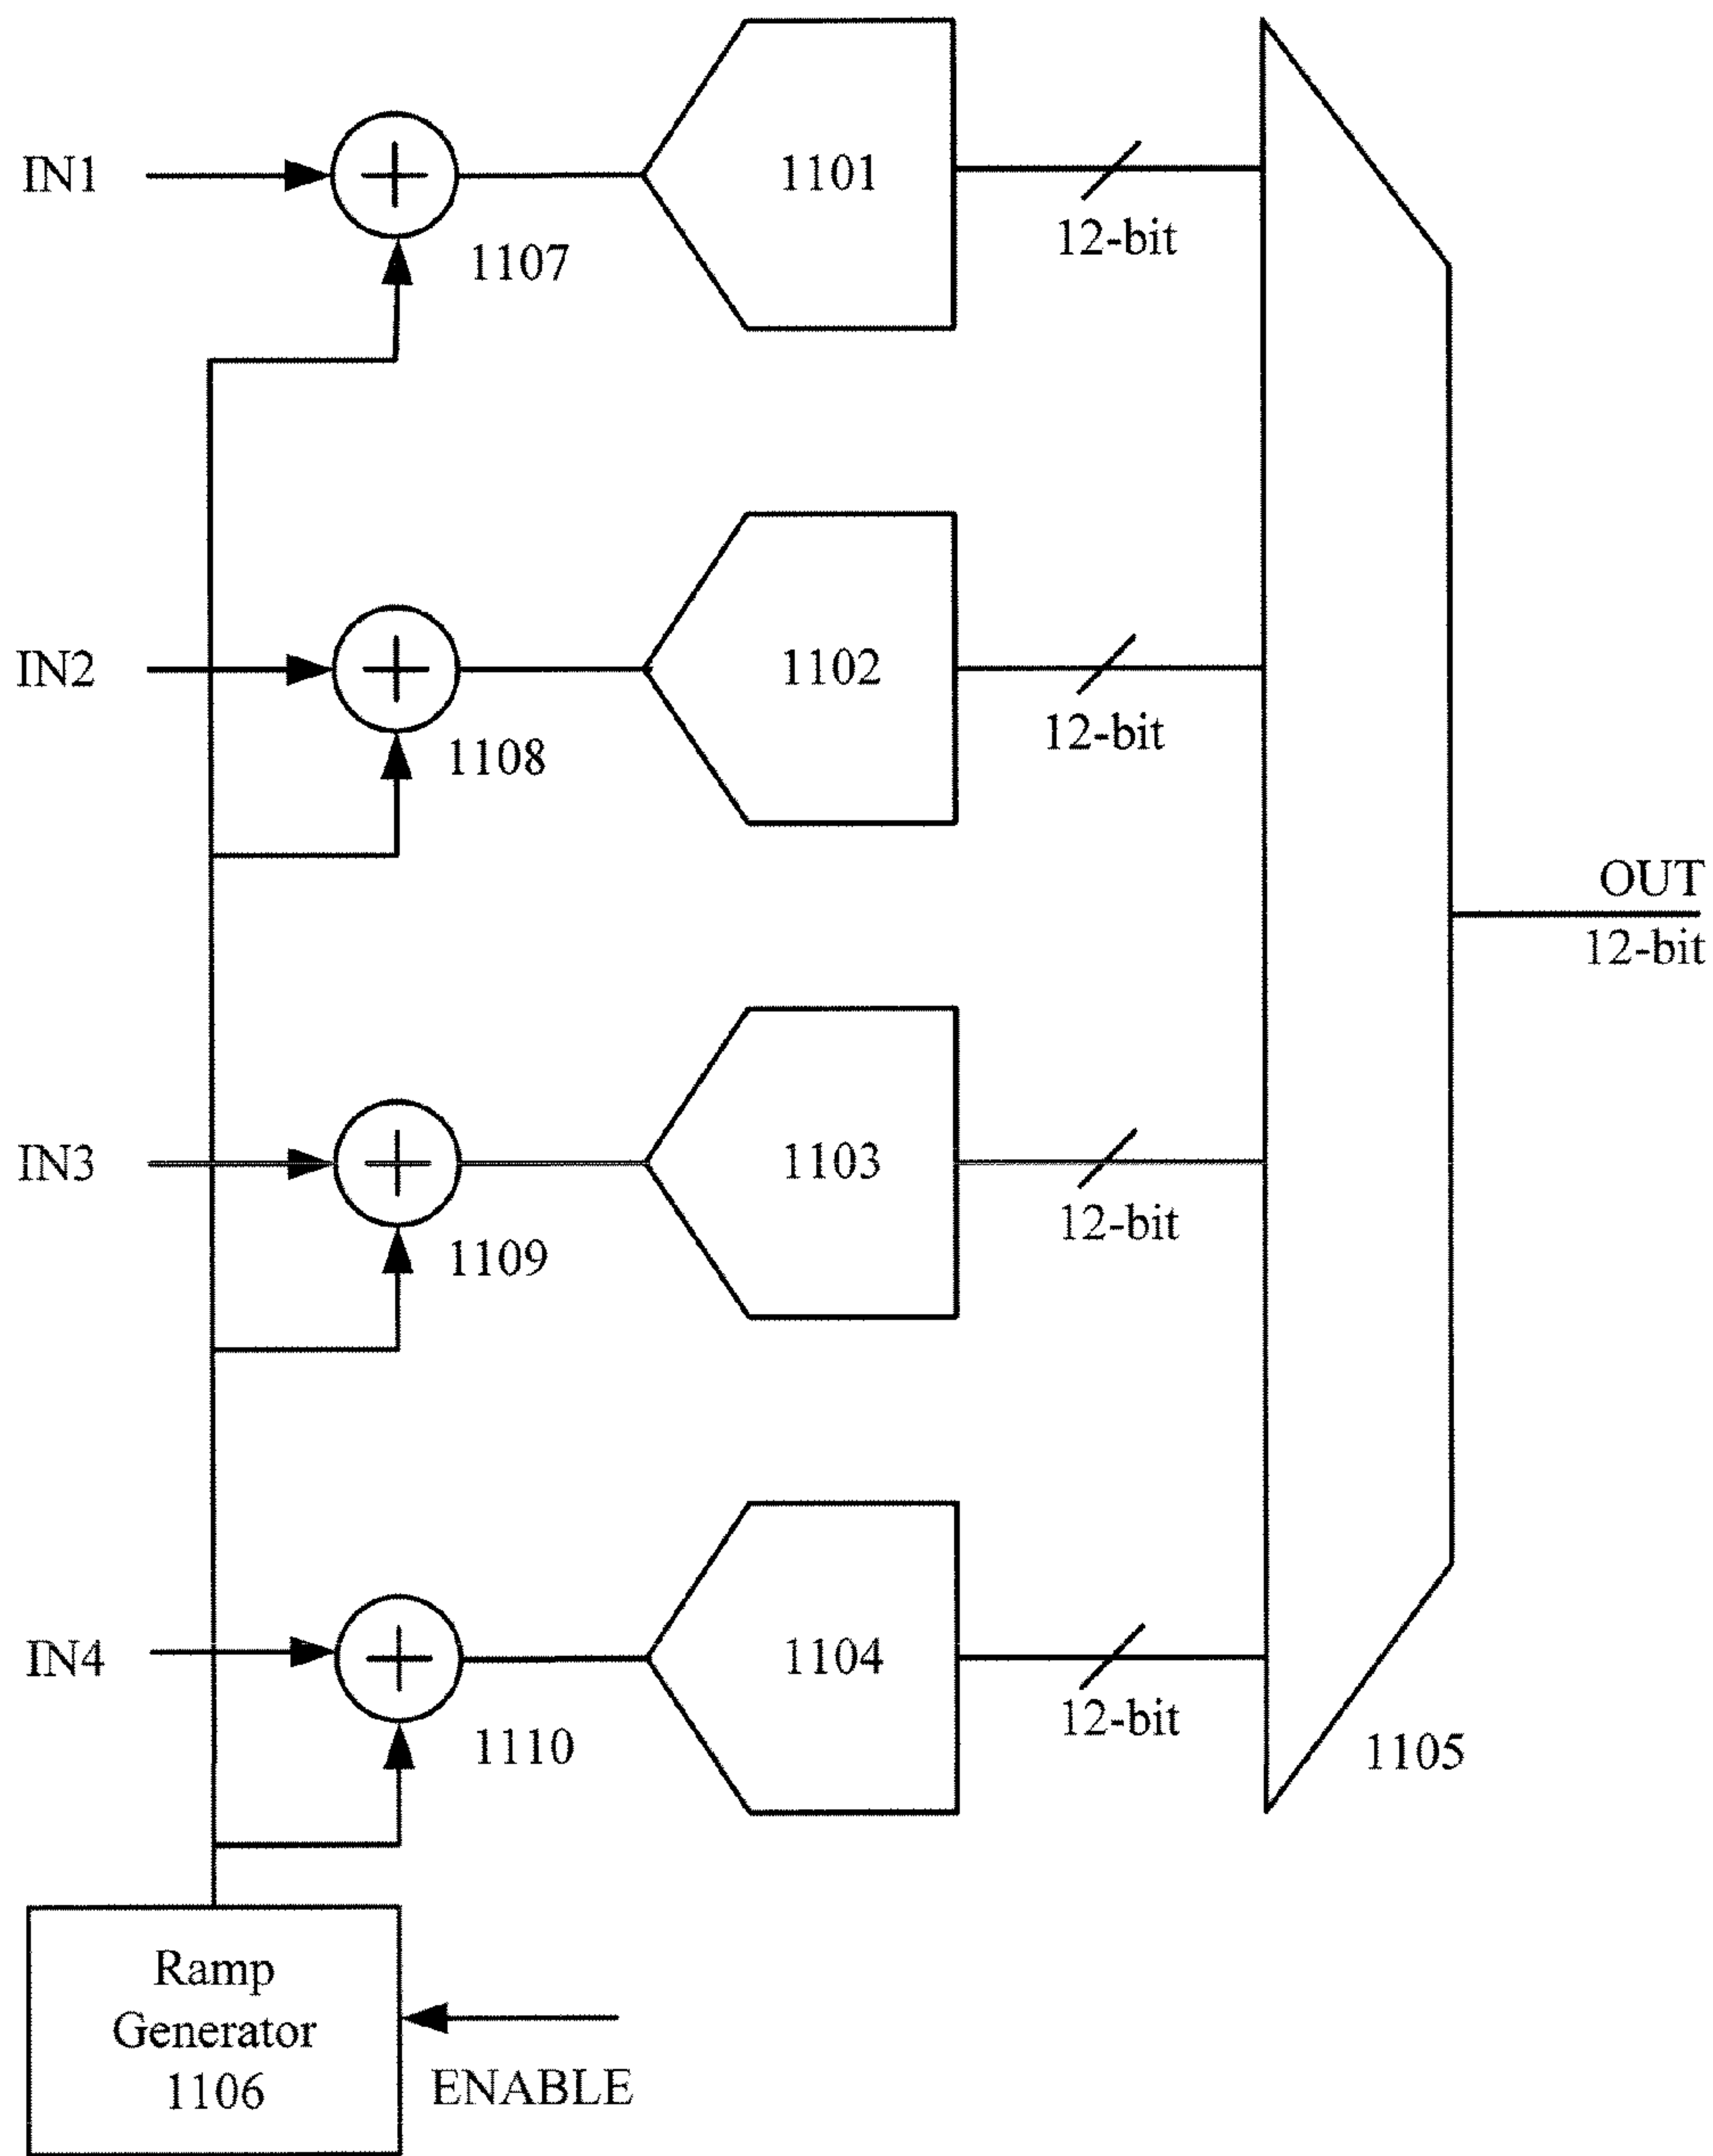 IN1
1107
1101
12-bit
IN2
1108
1102
12-bit
OUT
12-bit
IN3
1109
1103
12-bit
IN4
1110
1104
12-bit
1105
Ramp
Generator
1106
ENABLE